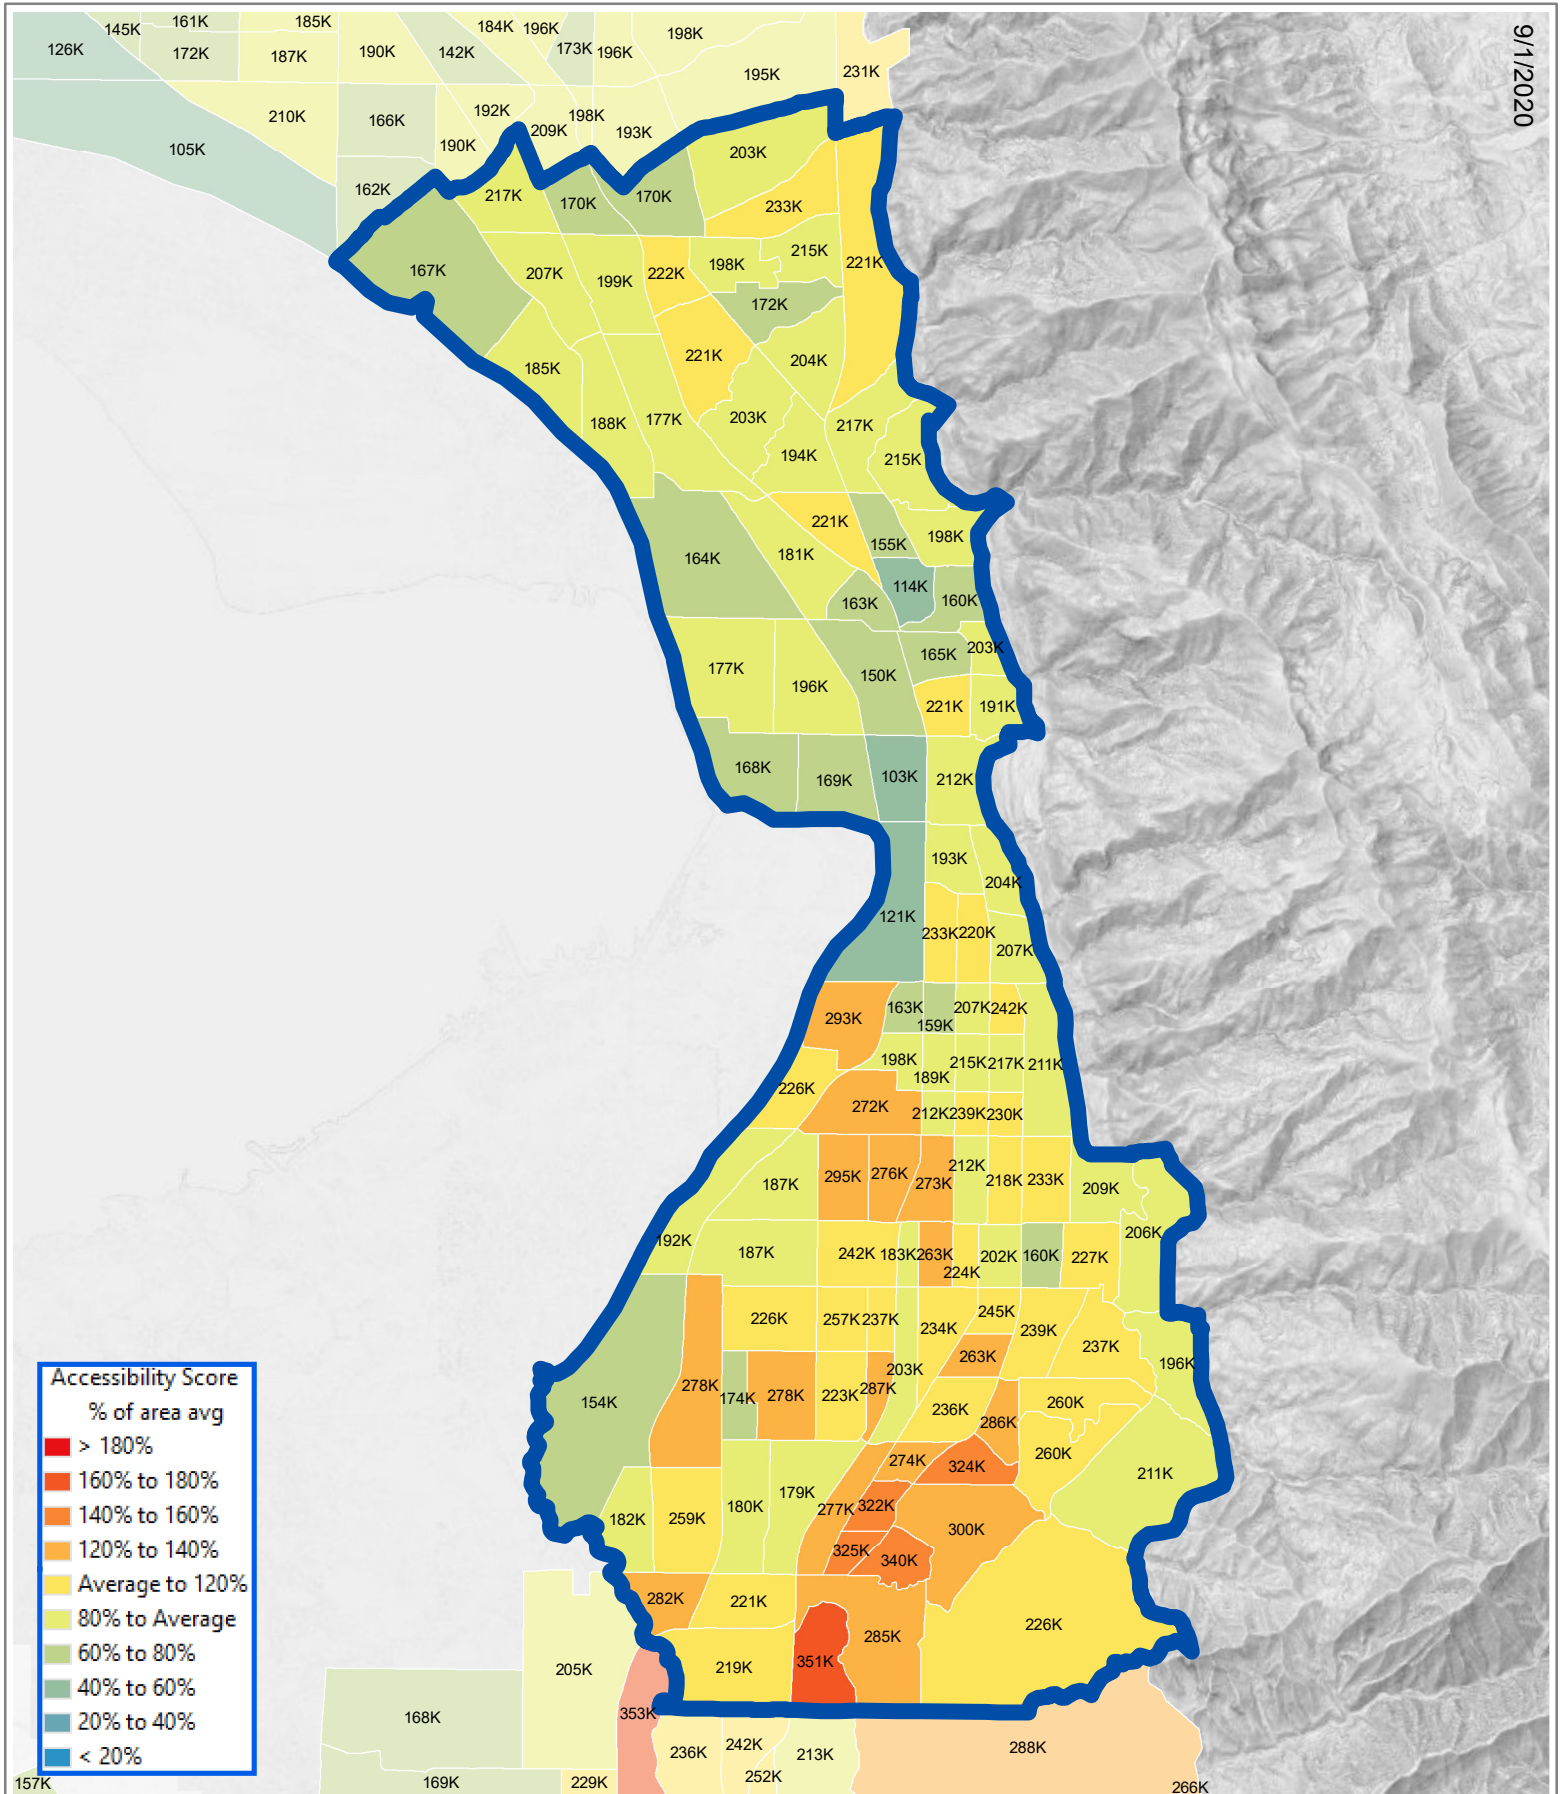 9/1/2020
161K
185K
145K
184K
196K
198K
126K
172K
187K
190K
142K
173K
196K
195K
231K
210K
166K
192K
198K
209K
193K
190K
105K
162K
203K
217K
170K
170K
233K
167K
207K
199K
222K
198K
215K
221K
172K
185K
221K
204K
188K
177K
203K
217K
194K
215K
221K
155K
198K
164K
181K
114K
163K
160K
177K
196K
150K
165K
203K
221K
191K
168K
169K
103K
212K
193K
204K
121K
233K
220K
207K
293K
163K
159K
207K
242K
198K
189K
215K
217K
211K
226K
272K
212K
239K
230K
187K
295K
276K
273K
212K
218K
233K
209K
192K
187K
242K
183K
263K
224K
202K
160K
227K
206K
226K
257K
237K
234K
245K
239K
237K
263K
203K
196K
154K
278K
174K
278K
223K
287K
236K
286K
260K
260K
274K
324K
211K
182K
259K
180K
179K
277K
322K
300K
325K
340K
282K
221K
285K
226K
219K
351K
205K
353K
168K
236K
242K
213K
288K
157K
169K
229K
252K
266K
Accessibility Score
% of area avg
> 180%
160% to 180%
140% to 160%
120% to 140%
Average to 120%
80% to Average
60% to 80%
40% to 60%
20% to 40%
< 20%